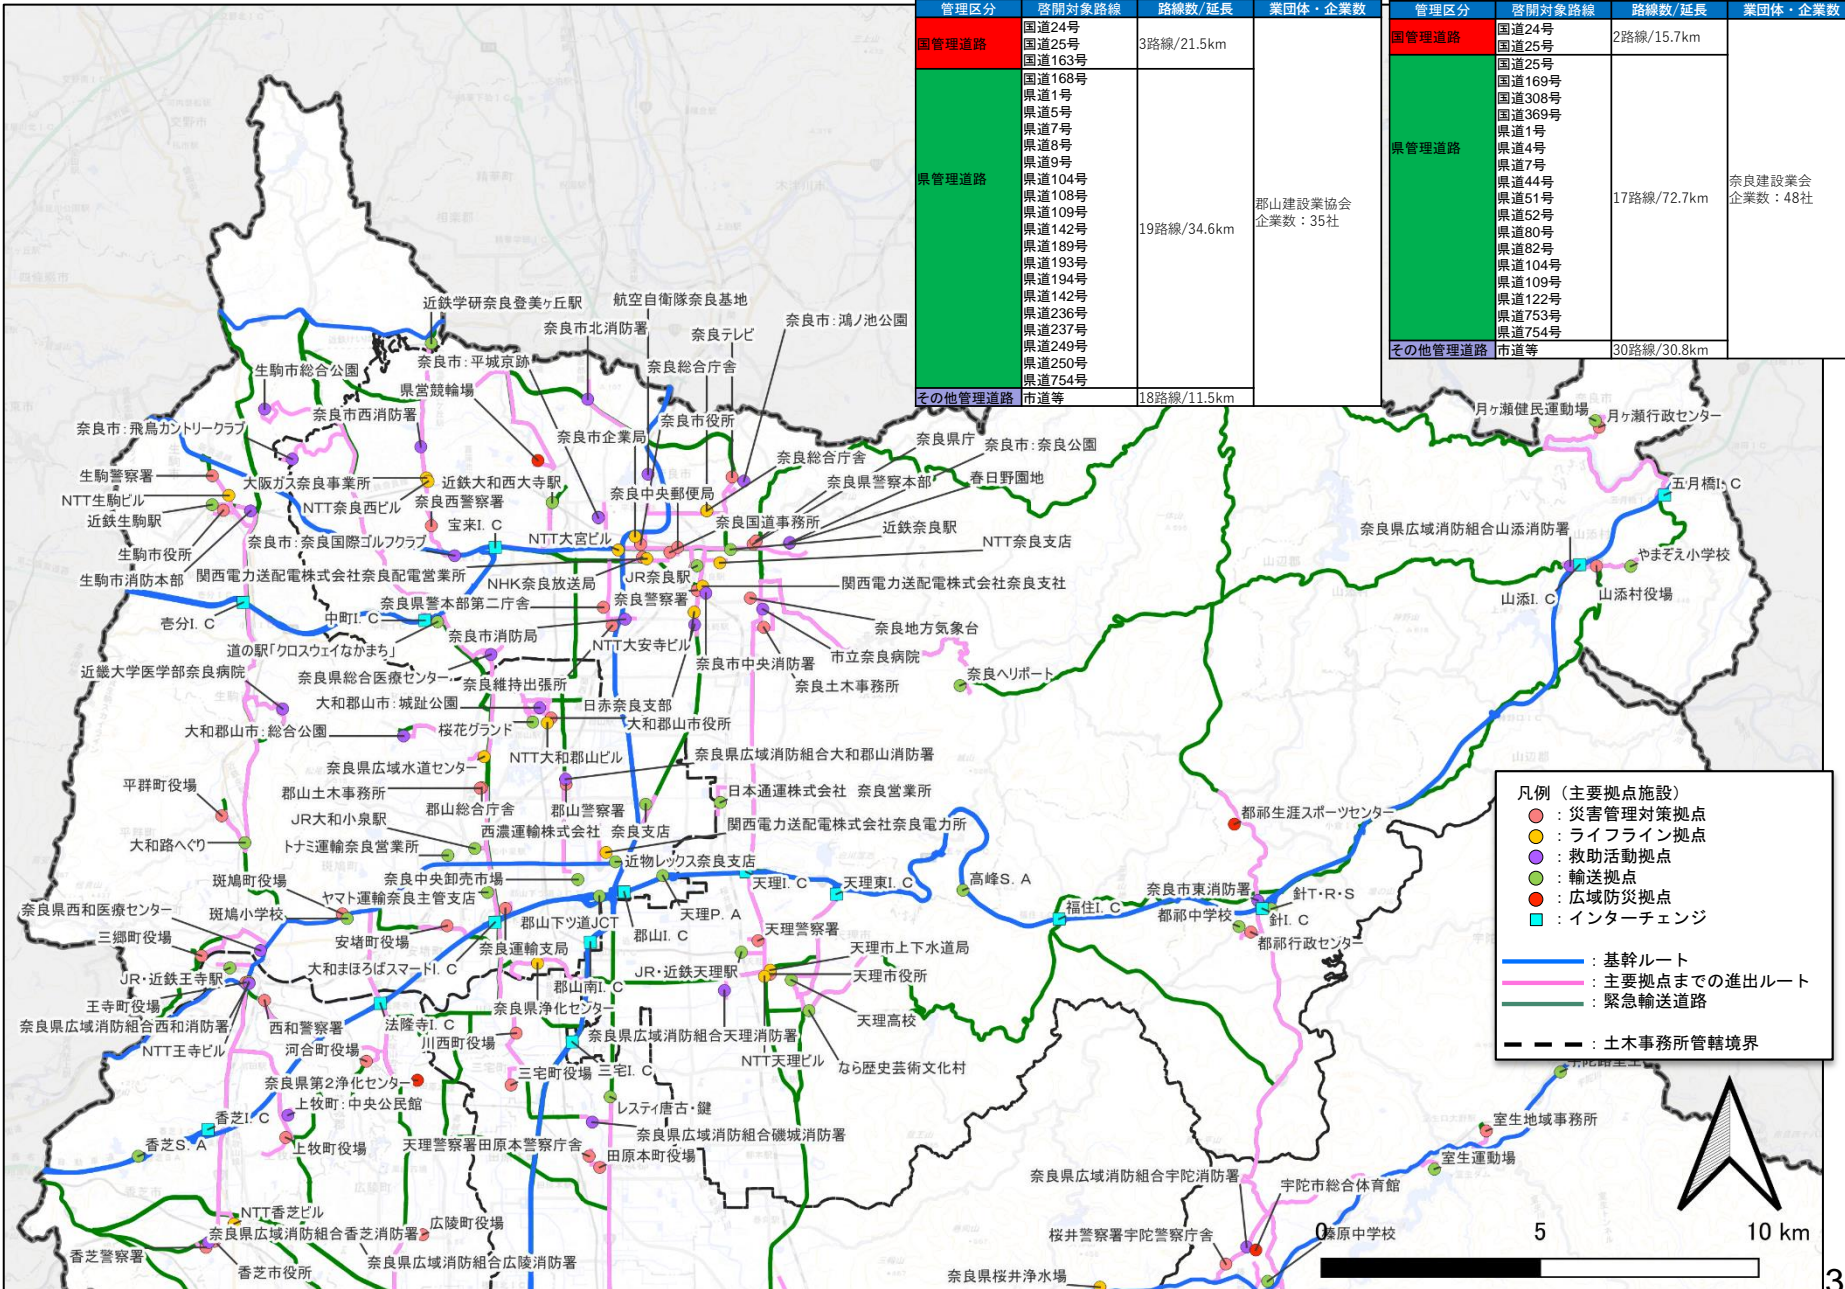 管理区分 啓開対象路線 路線数/延長 業団体・企業数
国管理道路
国道24号
国道25号
国道163号
3路線/21.5km
県管理道路
国道168号
県道1号
県道5号
県道7号
県道8号
県道9号
県道104号
県道108号
県道109号
県道142号
県道189号
県道193号
県道194号
県道142号
県道236号
県道237号
県道249号
県道250号
県道754号
19路線/34.6km
郡山建設業協会
企業数：35社
その他管理道路 市道等 18路線/11.5km
管理区分 啓開対象路線 路線数/延長 業団体・企業数
国管理道路
国道24号
国道25号
2路線/15.7km
県管理道路
国道25号
国道169号
国道308号
国道369号
県道1号
県道4号
県道7号
県道44号
県道51号
県道52号
県道80号
県道82号
県道104号
県道109号
県道122号
県道753号
県道754号
17路線/72.7km
奈良建設業会
企業数：48社
その他管理道路 市道等 30路線/30.8km
近鉄学研奈良登美ヶ丘駅
航空自衛隊奈良基地
奈良市北消防署
奈良テレビ
奈良市：鴻ノ池公園
奈良市：平城京跡
奈良総合庁舎
生駒市総合公園
県営競輪場
奈良市西消防署
奈良市役所
奈良市：飛鳥カントリークラブ
奈良市企業局
奈良県庁
奈良市：奈良公園
奈良総合庁舎
生駒警察署
大阪ガス奈良事業所
近鉄大和西大寺駅
奈良県警察本部
春日野園地
NTT生駒ビル
NTT奈良西ビル
奈良西警察署
奈良中央郵便局
近鉄生駒駅
宝来I. C
奈良国道事務所
近鉄奈良駅
生駒市役所
奈良市：奈良国際ゴルフクラブ
NTT大宮ビル
NTT奈良支店
生駒市消防本部
関西電力送配電株式会社奈良配電営業所
NHK奈良放送局
JR奈良駅
関西電力送配電株式会社奈良支社
奈良県警本部第二庁舎
奈良警察署
壱分I. C
中町I. C
奈良市消防局
奈良地方気象台
道の駅「クロスウェイなかまち」
NTT大安寺ビル
市立奈良病院
近畿大学医学部奈良病院
奈良県総合医療センター
奈良維持出張所
奈良市中央消防署
奈良土木事務所
奈良ヘリポート
大和郡山市：城趾公園
日赤奈良支部
大和郡山市：総合公園
桜花グランド
大和郡山市役所
NTT大和郡山ビル
奈良県広域消防組合大和郡山消防署
奈良県広域水道センター
平群町役場
郡山土木事務所
日本通運株式会社　奈良営業所
郡山総合庁舎
郡山警察署
JR大和小泉駅
西濃運輸株式会社　奈良支店
関西電力送配電株式会社奈良電力所
大和路へぐり
トナミ運輸奈良営業所
近物レックス奈良支店
斑鳩町役場
奈良中央卸売市場
天理I. C
天理東I. C
高峰S. A
ヤマト運輸奈良主管支店
奈良県西和医療センター
斑鳩小学校
郡山下ツ道JCT
天理P. A
郡山I. C
福住I. C
三郷町役場
安堵町役場
奈良運輸支局
天理警察署
天理市上下水道局
JR・近鉄王寺駅
大和まほろばスマートI. C
JR・近鉄天理駅
天理市役所
王寺町役場
郡山南I. C
奈良県浄化センター
奈良県広域消防組合西和消防署
西和警察署
法隆寺I. C
奈良県広域消防組合天理消防署
天理高校
NTT王寺ビル
河合町役場
川西町役場
NTT天理ビル
なら歴史芸術文化村
奈良県第2浄化センター
三宅町役場
三宅I. C
上牧町：中央公民館
レスティ唐古・鍵
香芝I. C
奈良県広域消防組合磯城消防署
香芝S. A
上牧町役場
天理警察署田原本警察庁舎
田原本町役場
NTT香芝ビル
広陵町役場
奈良県広域消防組合香芝消防署
香芝警察署
香芝市役所
奈良県広域消防組合広陵消防署
月ヶ瀬健民運動場
月ヶ瀬行政センター
五月橋I. C
奈良県広域消防組合山添消防署
やまぞえ小学校
山添I. C
山添村役場
都祁生涯スポーツセンター
奈良市東消防署
針T・R・S
都祁中学校
針I. C
都祁行政センター
室生地域事務所
室生運動場
奈良県広域消防組合宇陀消防署
宇陀市総合体育館
桜井警察署宇陀警察庁舎
榛原中学校
奈良県桜井浄水場
凡例（主要拠点施設）
：災害管理対策拠点
：ライフライン拠点
：救助活動拠点
：輸送拠点
：広域防災拠点
：インターチェンジ
：基幹ルート
：主要拠点までの進出ルート
：緊急輸送道路
：土木事務所管轄境界
0 5 10 km
3